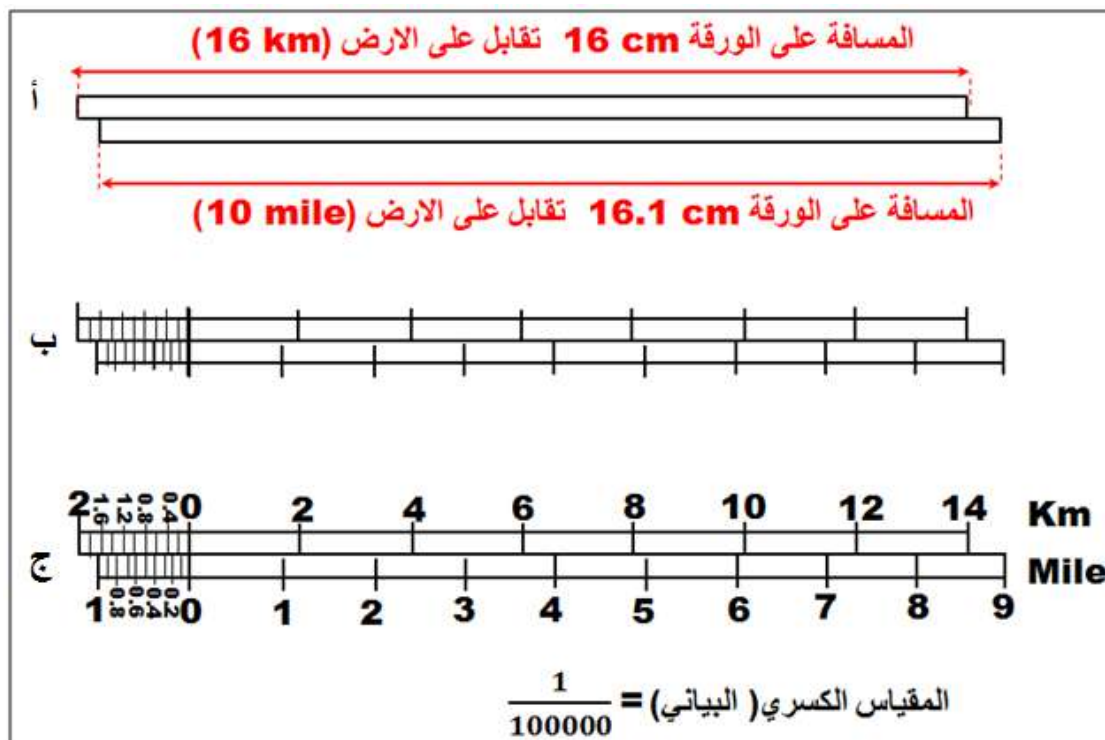 المسافة على الورقة 16 cm تقابل على الارض (16 km)
أ
المسافة على الورقة 16.1 cm تقابل على الارض (10 mile)
ب
2 1.6 1.2 0.8 0.4 0 2 4 6 8 10 12 14 Km
ج
1 0.8 0.6 0.4 0.2 0 1 2 3 4 5 6 7 8 9 Mile
المقياس الكسري( البياني) = 1/100000